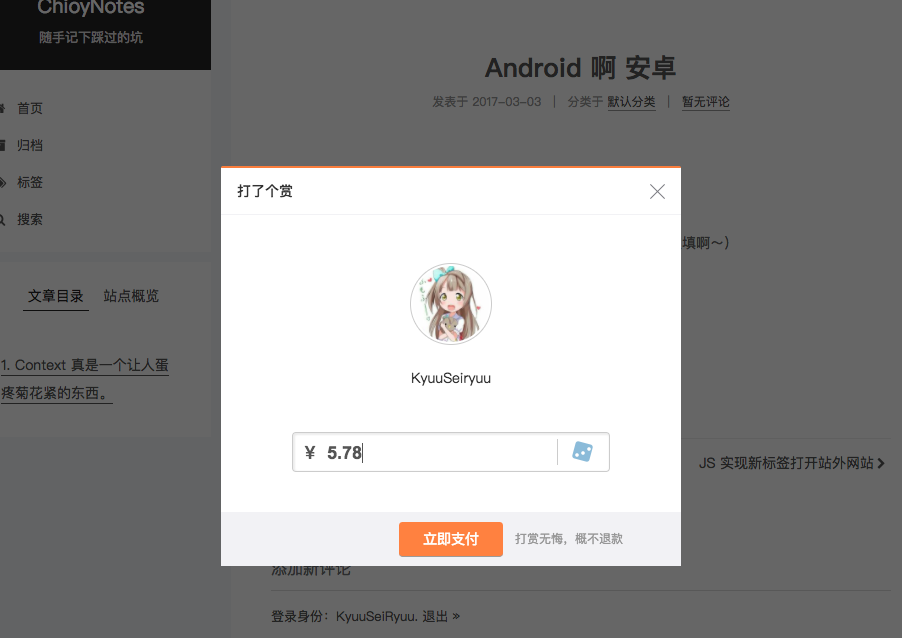 ChioyNotes
随手记下踩过的坑
首页
归档
标签
搜索
文章目录 站点概览
1. Context 真是一个让人蛋
疼菊花紧的东西。
Android 啊 安卓
发表于 2017-03-03 | 分类于 默认分类 | 暂无评论
填啊～)
打了个赏
KyuuSeiryuu
¥ 5.78
立即支付 打赏无悔，概不退款
JS 实现新标签打开站外网站
添加新评论
登录身份： KyuuSeiRyuu. 退出 »